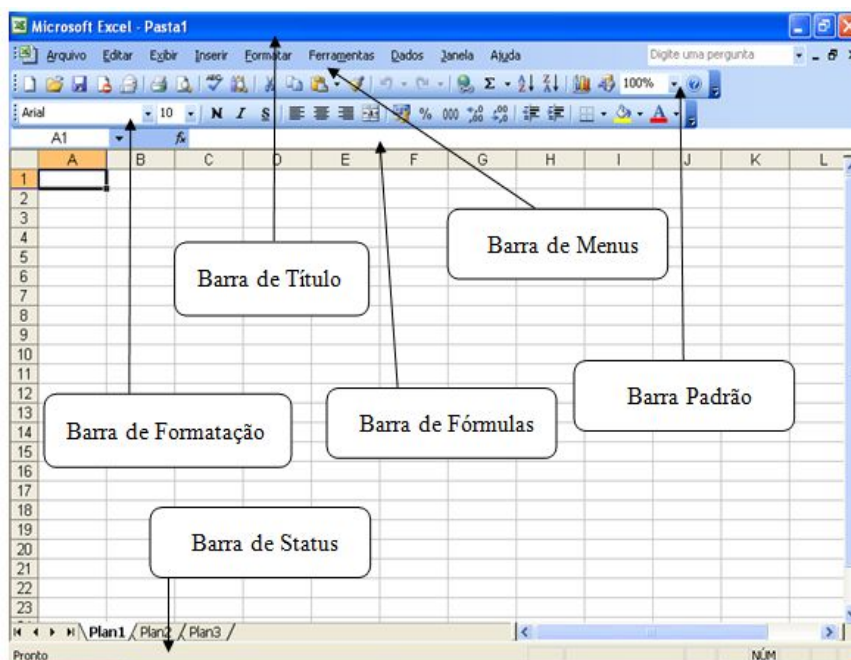 Microsoft Excel - Pasta1
Arquivo Editar Exibir Inserir Formatar Ferramentas Dados Janela Ajuda Digite uma pergunta
Σ 100%
Arial 10 N I S % 000
A1 fx
A B C D E F G H I J K L
1
2
3
4
5
6
7
8
9
10
11
12
13
14
15
16
17
18
19
20
21
22
23
Barra de Menus
Barra de Título
Barra Padrão
Barra de Formatação
Barra de Fórmulas
Barra de Status
Plan1 Plan2 Plan3
Pronto NÚM